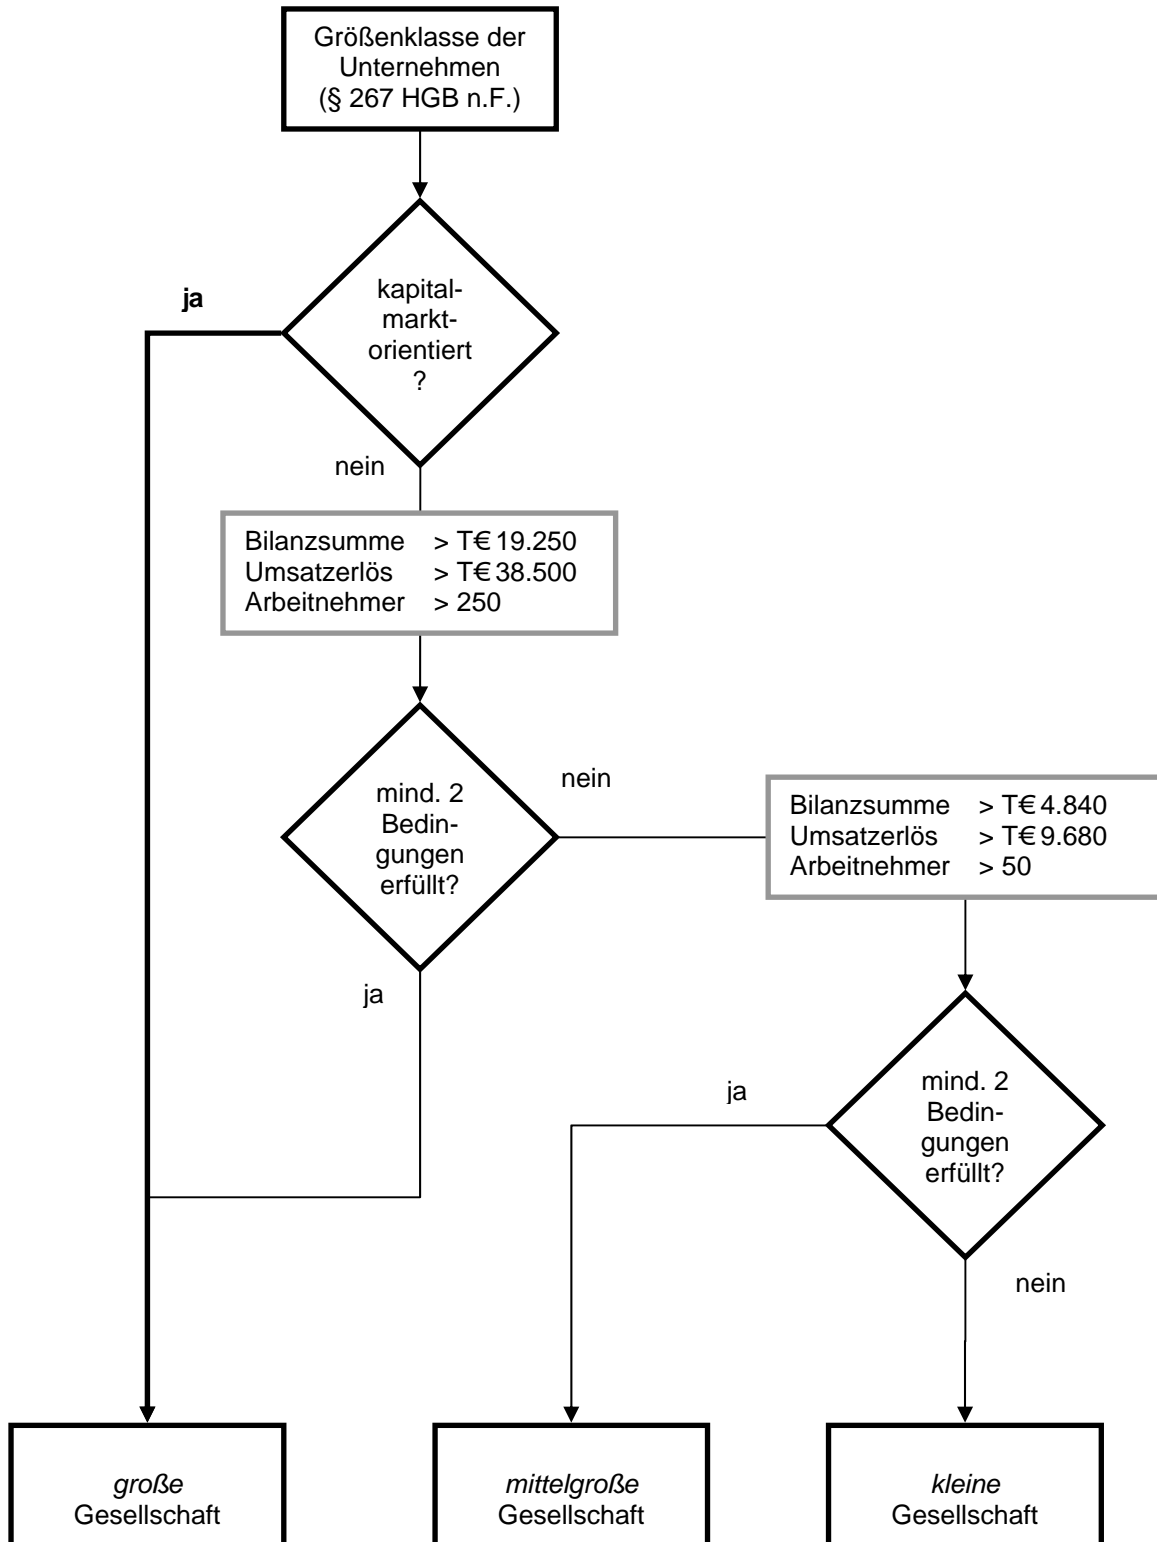 Größenklasse der
Unternehmen
(§ 267 HGB n.F.)
ja
kapital-
markt-
orientiert
?
nein
Bilanzsumme > T€ 19.250
Umsatzerlös > T€ 38.500
Arbeitnehmer > 250
mind. 2
Bedin-
gungen
erfüllt?
nein
Bilanzsumme > T€ 4.840
Umsatzerlös > T€ 9.680
Arbeitnehmer > 50
ja
mind. 2
Bedin-
gungen
erfüllt?
ja
nein
große
Gesellschaft
mittelgroße
Gesellschaft
kleine
Gesellschaft